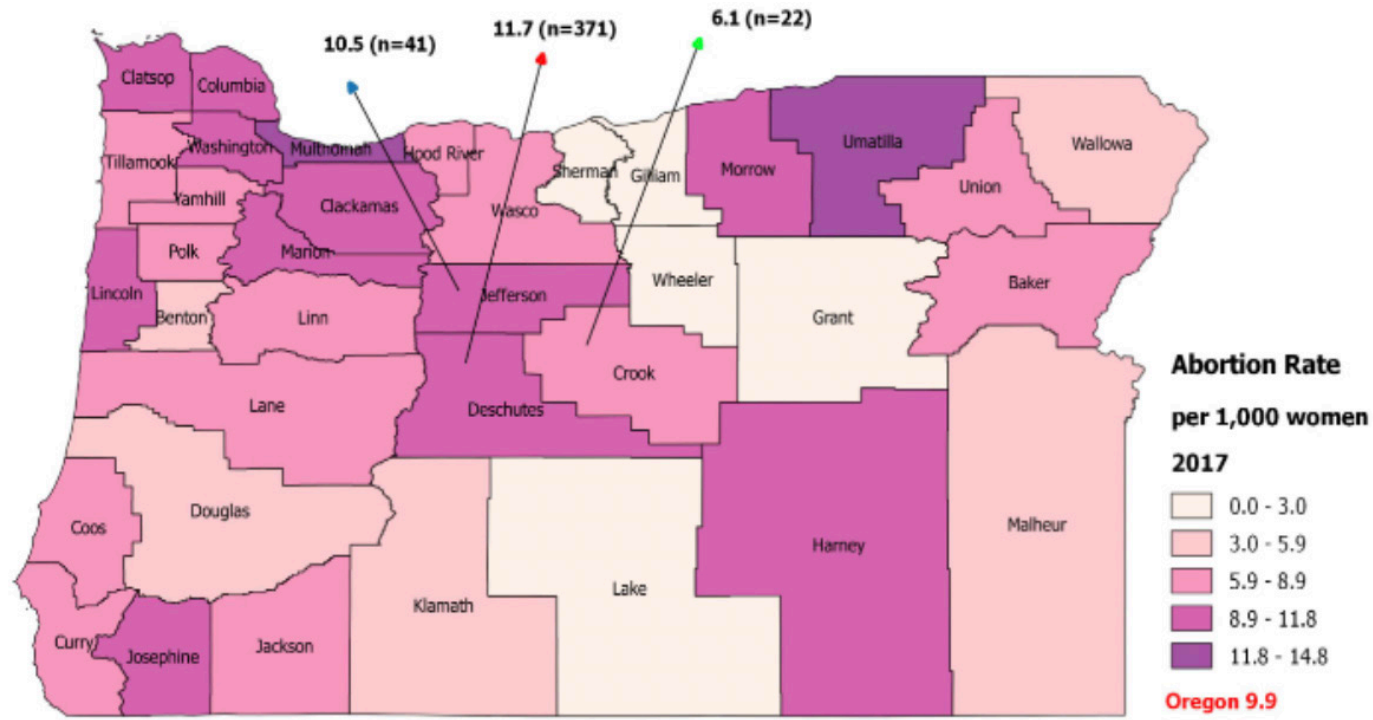 6.1 (n=22)
11.7 (n=371)
10.5 (n=41)
Clatsop
Columbia
Washington
Multnomah
Hood River
Tillamook
Sherman
Gilliam
Morrow
Umatilla
Wallowa
Yamhill
Clackamas
Wasco
Union
Polk
Marion
Lincoln
Jefferson
Wheeler
Baker
Benton
Linn
Grant
Crook
Lane
Deschutes
Douglas
Coos
Harney
Malheur
Lake
Klamath
Curry
Josephine
Jackson
Abortion Rate
per 1,000 women
2017
0.0 - 3.0
3.0 - 5.9
5.9 - 8.9
8.9 - 11.8
11.8 - 14.8
Oregon 9.9